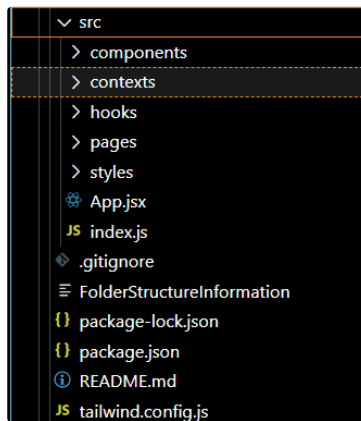 src
components
contexts
hooks
pages
styles
App.jsx
JS index.js
.gitignore
FolderStructureInformation
{} package-lock.json
{} package.json
README.md
JS tailwind.config.js